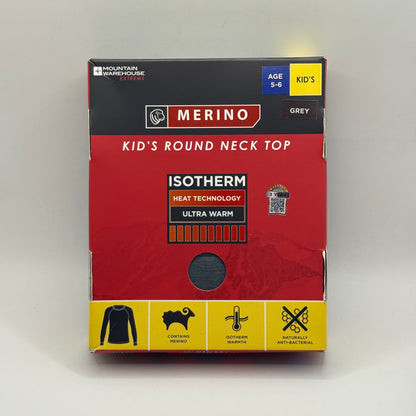 MOUNTAIN
WAREHOUSE
EXTREME
AGE
5-6
KID'S
GREY
MERINO
KID'S ROUND NECK TOP
ISOTHERM
HEAT TECHNOLOGY
ULTRA WARM
CONTAINS
MERINO
ISOTHERM
WARMTH
NATURALLY
ANTI-BACTERIAL